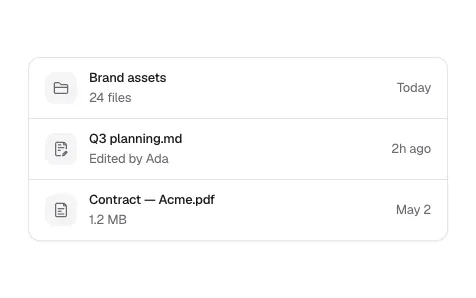 Brand assets
24 files
Today
Q3 planning.md
Edited by Ada
2h ago
Contract — Acme.pdf
1.2 MB
May 2